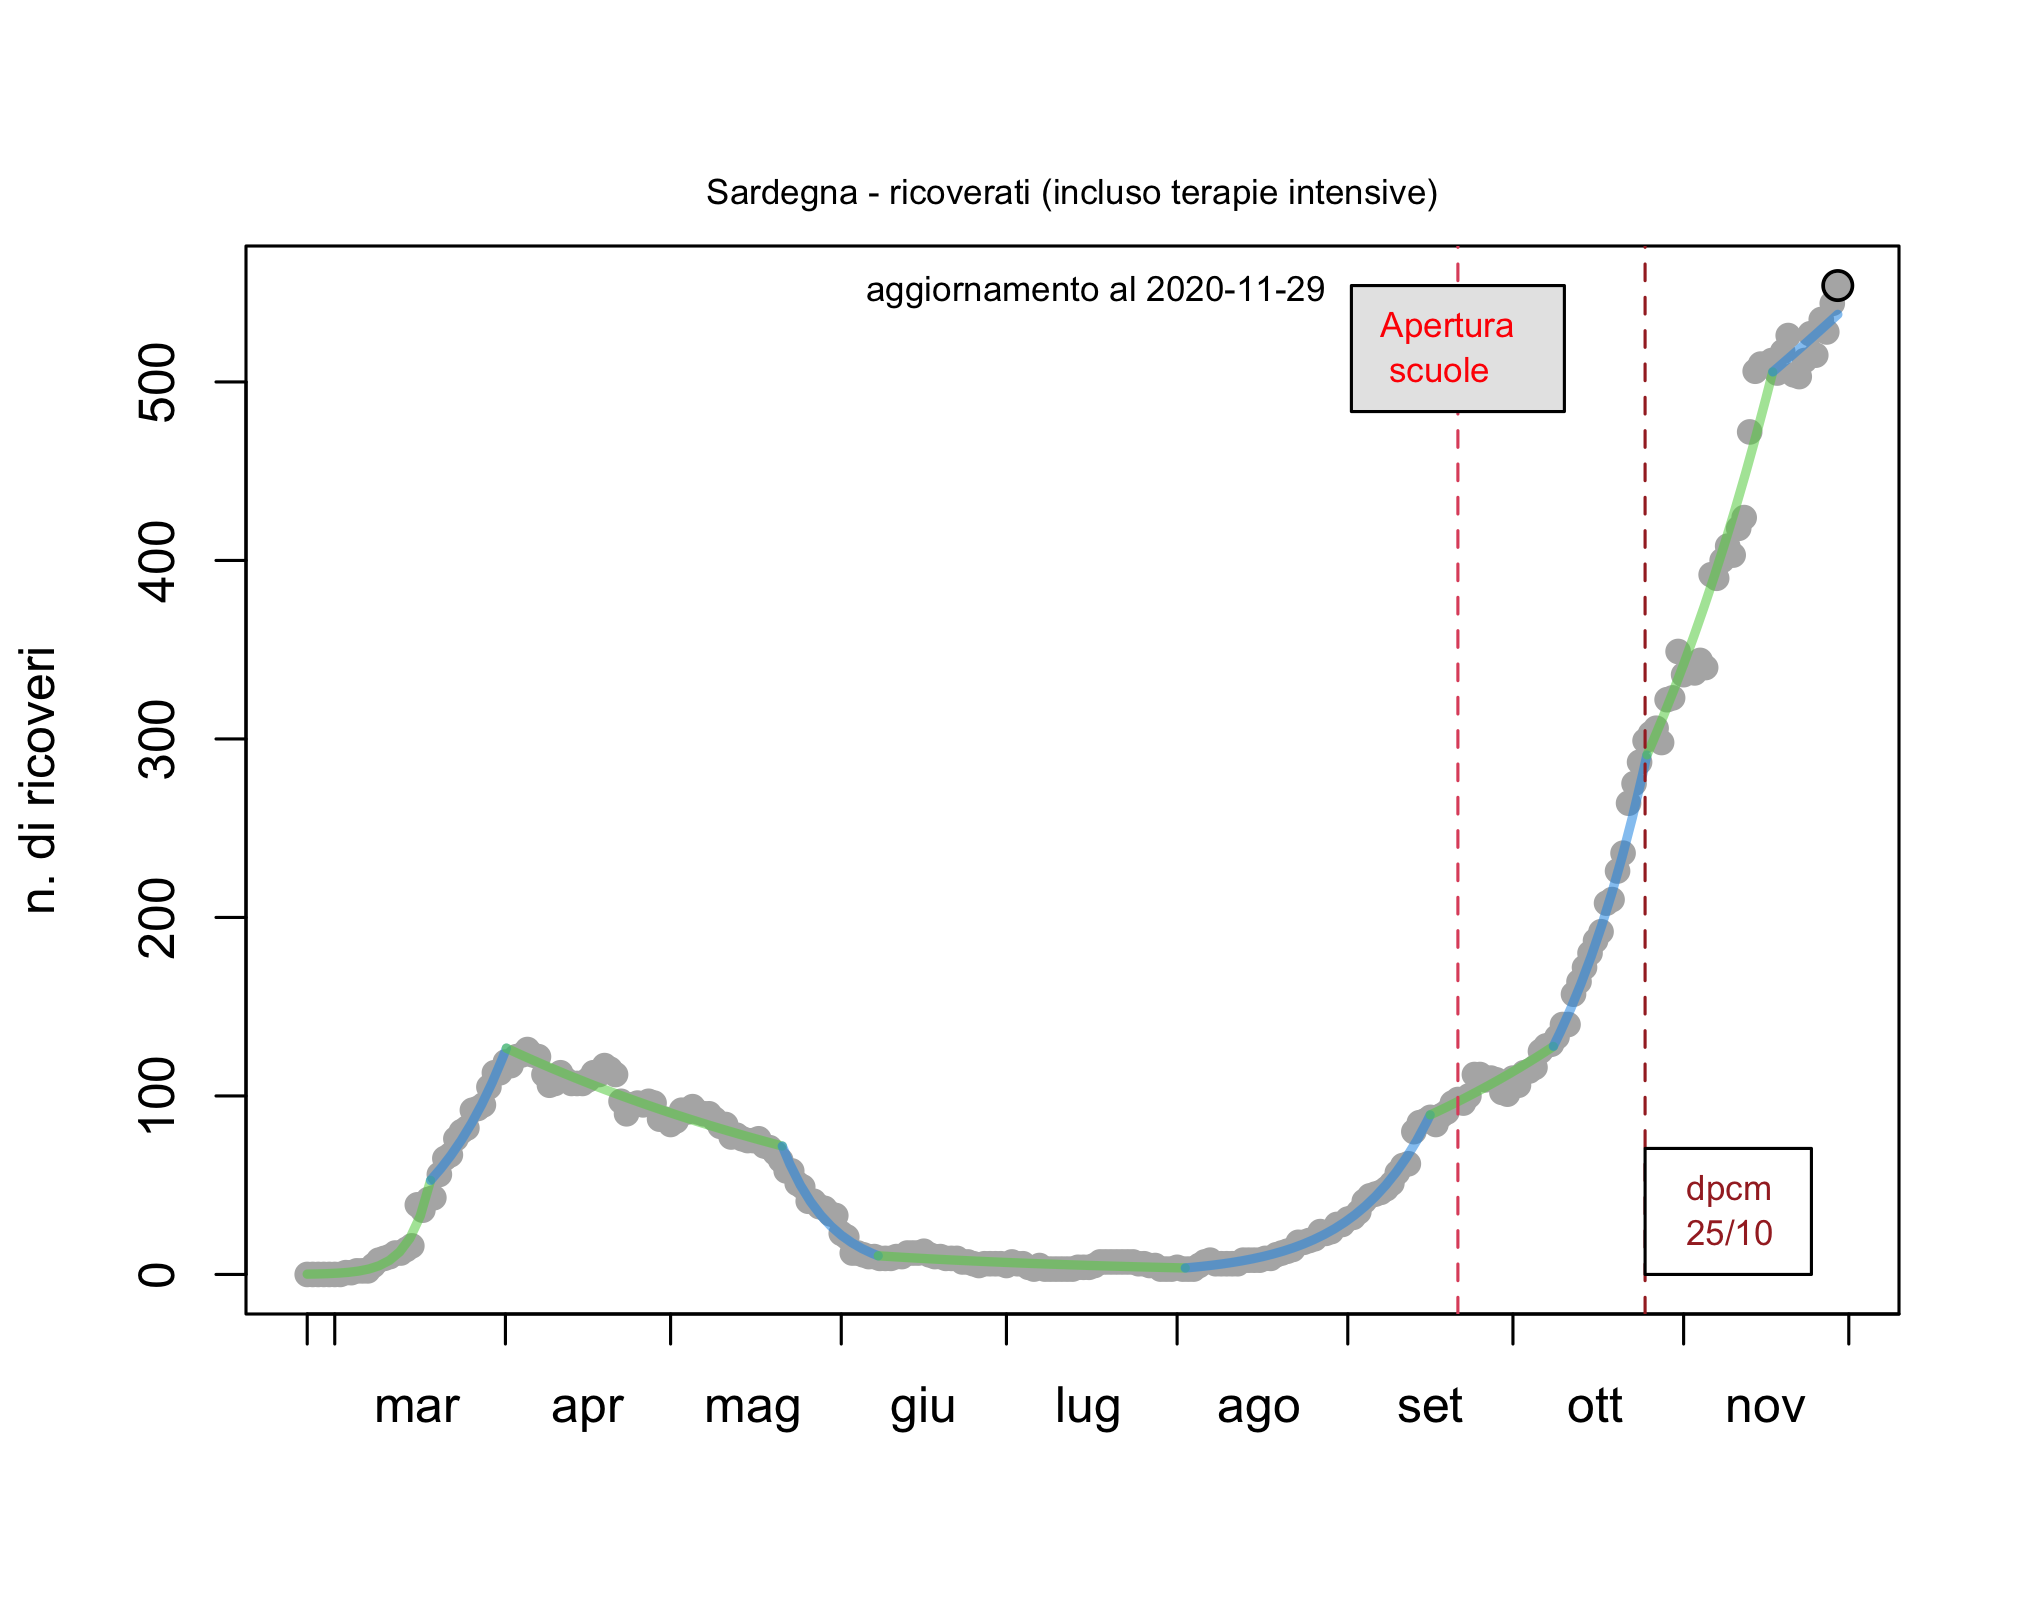 Sardegna - ricoverati (incluso terapie intensive)
aggiornamento al 2020-11-29
Apertura
scuole
n. di ricoveri
500
400
300
200
100
0
dpcm
25/10
mar apr mag giu lug ago set ott nov